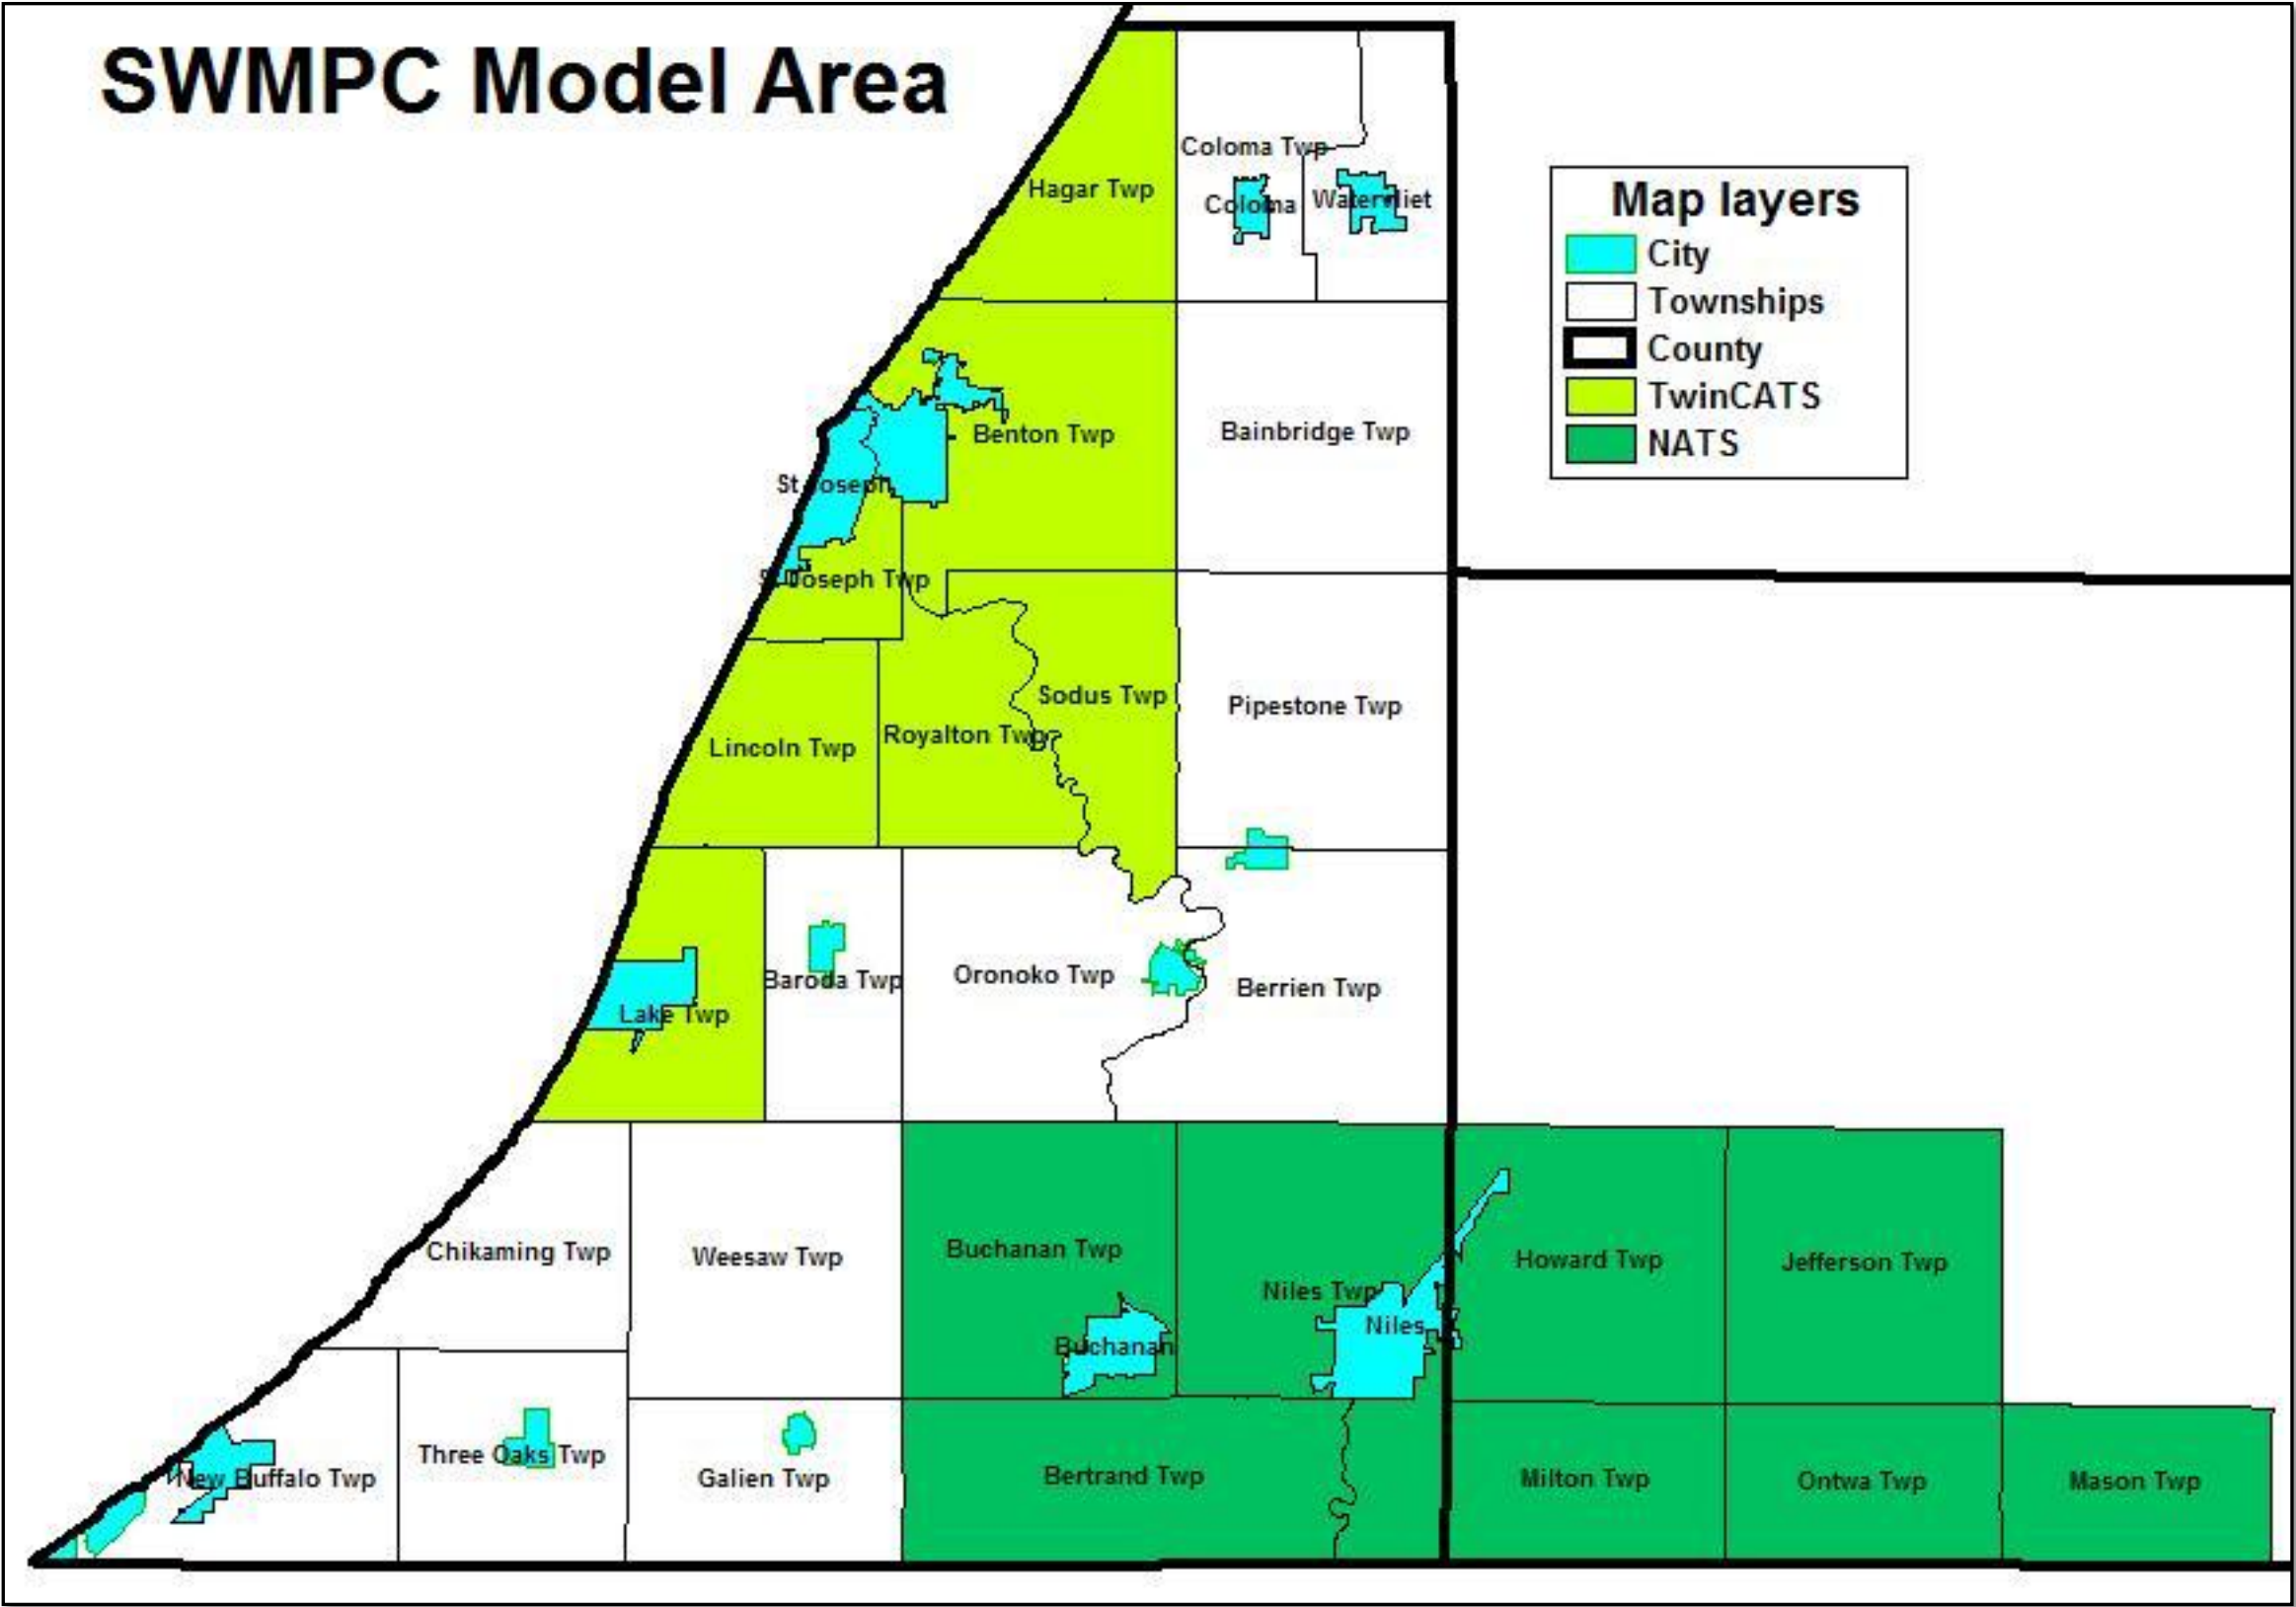 SWMPC Model Area
Coloma Twp
Hagar Twp
Coloma
Watervliet
Map layers
City
Townships
County
TwinCATS
NATS
Benton Twp
Bainbridge Twp
St Joseph
St Joseph Twp
Sodus Twp
Pipestone Twp
Royalton Twp
Lincoln Twp
Baroda Twp
Oronoko Twp
Berrien Twp
Lake Twp
Chikaming Twp
Weesaw Twp
Buchanan Twp
Niles Twp
Howard Twp
Jefferson Twp
Niles
Buchanan
New Buffalo Twp
Three Oaks Twp
Galien Twp
Bertrand Twp
Milton Twp
Ontwa Twp
Mason Twp